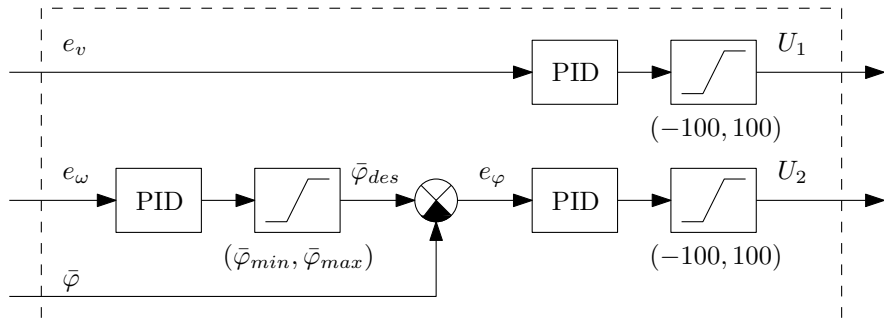 e_v PID U_1
(−100, 100)
e_ω PID φ̄_des e_φ PID U_2
(φ̄_min, φ̄_max) (−100, 100)
φ̄